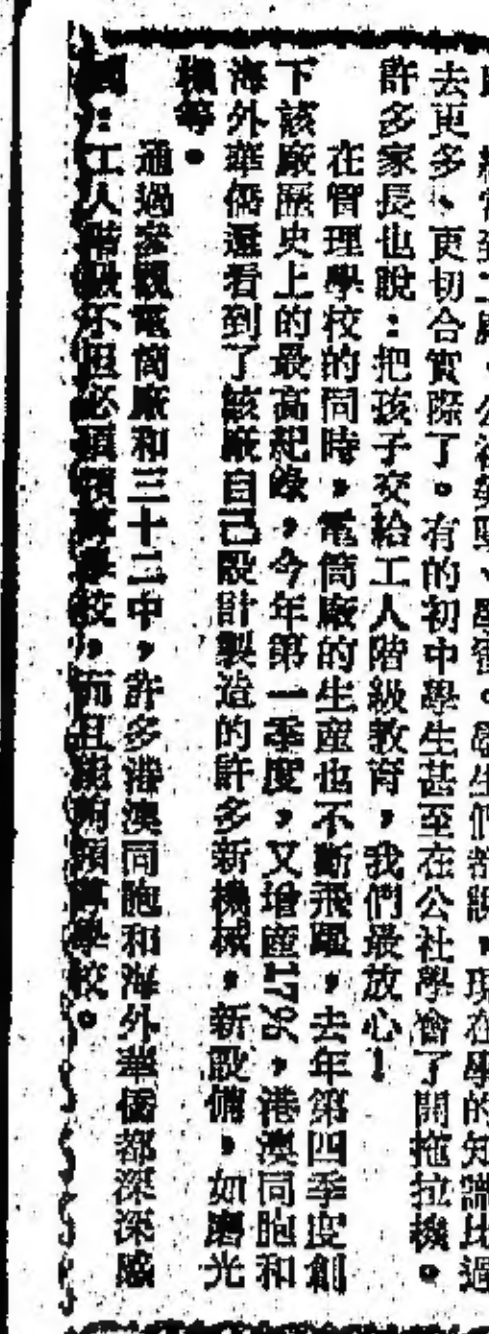 經常到工廠，公社勞動、學習。學生們都說，現在學的知識比過
去更多、更切合實際了。有的初中學生甚至在公社學會了開拖拉機。
許多家長也說：把孩子交給工人階級教育，我們最放心！
在管理學校的同時，電筒廠的生產也不斷飛躍，去年第四季度創
下該廠歷史上的最高紀錄，今年第一季度，又增產17%，港澳同胞和
海外華僑還看到了該廠自己設計製造的許多新機械，新設備，如磨光
機等。
通過參觀電筒廠和三十二中，許多港澳同胞和海外華僑都深深感
到：工人階級不但必須領導學校，而且能夠領導學校。